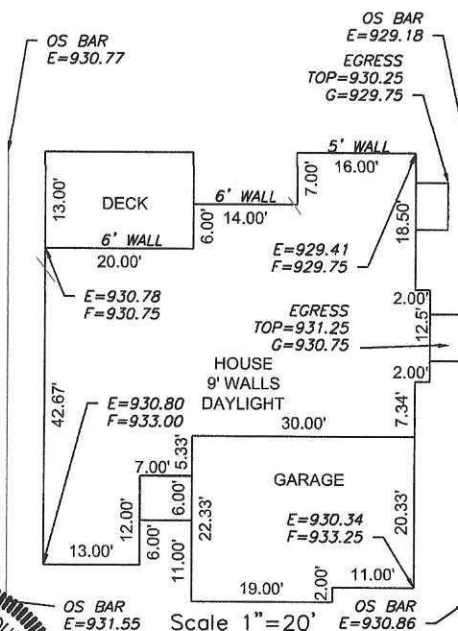 OS BAR
E=930.77
OS BAR
E=929.18
EGRESS
TOP=930.25
G=929.75
5' WALL
16.00'
7.00'
13.00'
DECK
6' WALL
14.00'
6.00'
18.50'
6' WALL
20.00'
E=929.41
F=929.75
E=930.78
F=930.75
2.00'
EGRESS
TOP=931.25
G=930.75
12.5'
HOUSE
9' WALLS
DAYLIGHT
2.00'
42.67'
E=930.80
F=933.00
7.34'
30.00'
5.33'
7.00'
GARAGE
6.00'
12.00'
22.33'
20.33'
E=930.34
F=933.25
6.00'
11.00'
13.00'
11.00'
2.00'
19.00'
OS BAR
E=931.55
Scale 1"=20'
OS BAR
E=930.86